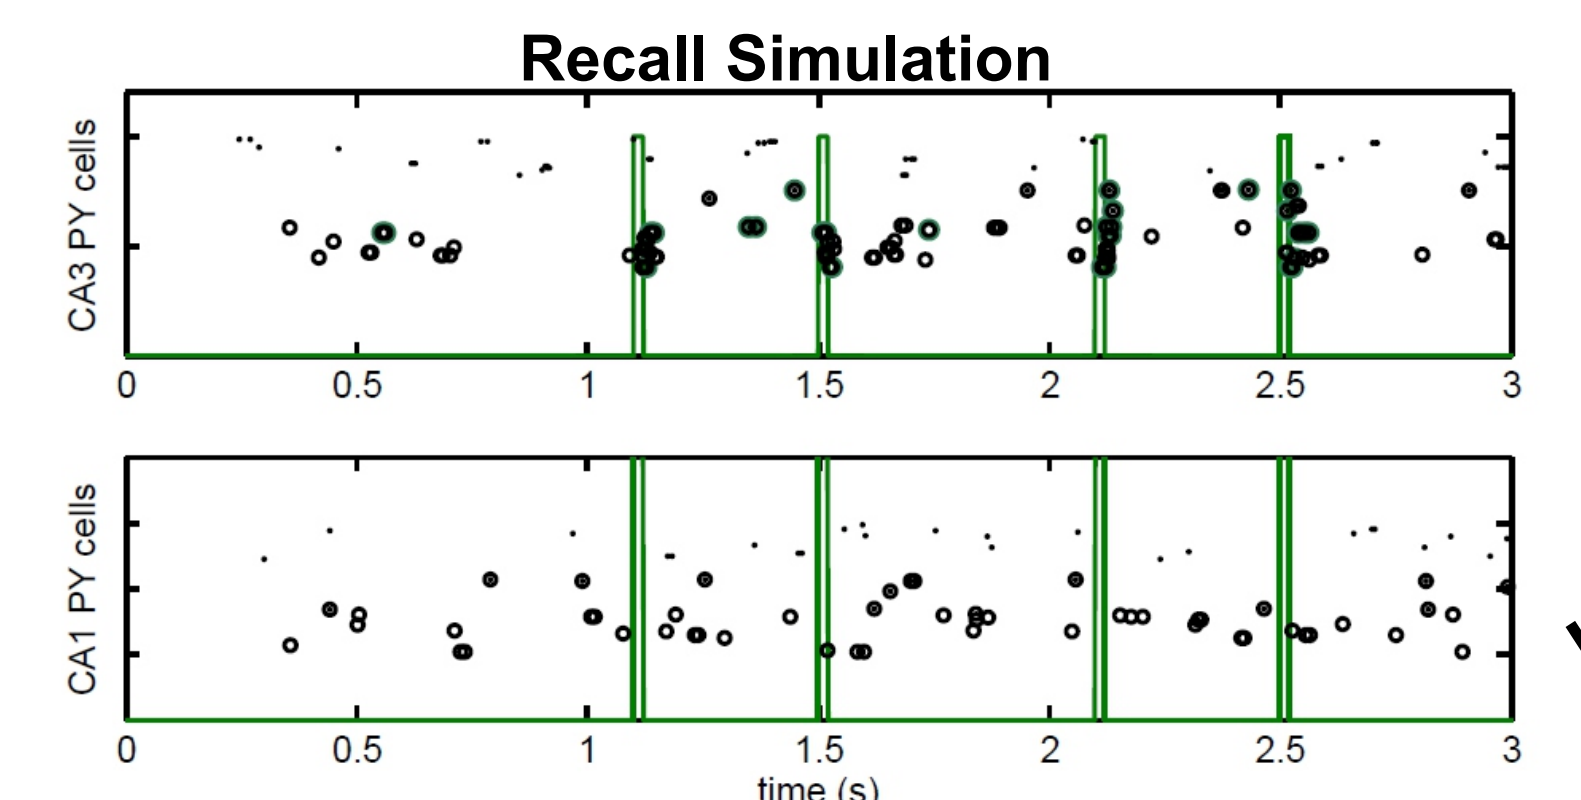 Recall Simulation
CA3 PY cells
0 0.5 1 1.5 2 2.5 3
CA1 PY cells
0 0.5 1 1.5 2 2.5 3
time (s)